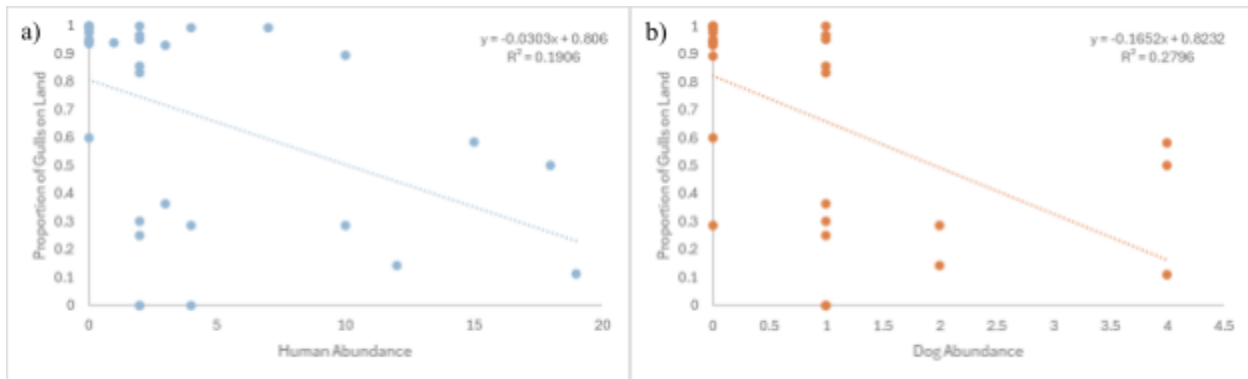 a)
y = -0.0303x + 0.806
R² = 0.1906
1
0.9
0.8
0.7
0.6
0.5
0.4
0.3
0.2
0.1
0
Proportion of Gulls on Land
0 5 10 15 20
Human Abundance
b)
y = -0.1652x + 0.8232
R² = 0.2796
1
0.9
0.8
0.7
0.6
0.5
0.4
0.3
0.2
0.1
0
Proportion of Gulls on Land
0 0.5 1 1.5 2 2.5 3 3.5 4 4.5
Dog Abundance